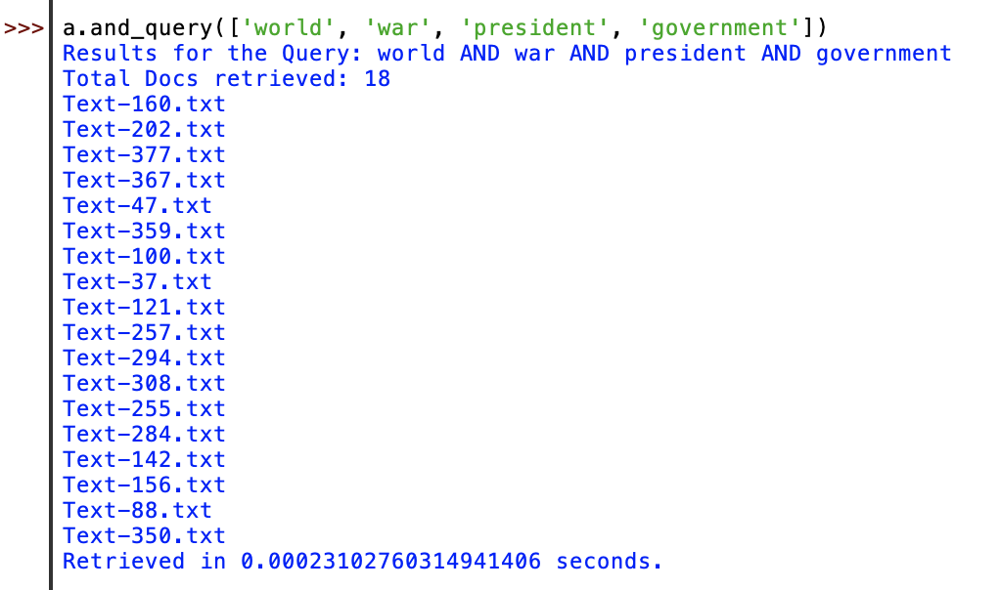 >>> a.and_query(['world', 'war', 'president', 'government'])
Results for the Query: world AND war AND president AND government
Total Docs retrieved: 18
Text-160.txt
Text-202.txt
Text-377.txt
Text-367.txt
Text-47.txt
Text-359.txt
Text-100.txt
Text-37.txt
Text-121.txt
Text-257.txt
Text-294.txt
Text-308.txt
Text-255.txt
Text-284.txt
Text-142.txt
Text-156.txt
Text-88.txt
Text-350.txt
Retrieved in 0.00023102760314941406 seconds.